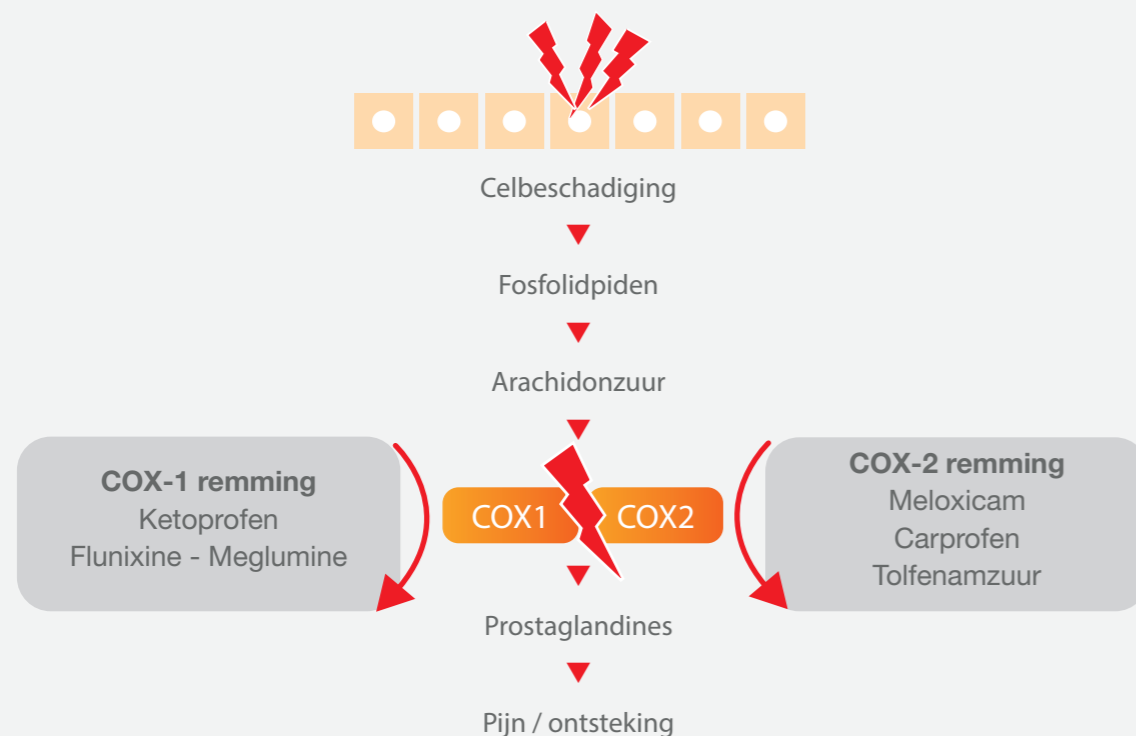 Celbeschadiging
Fosfolidpiden
Arachidonzuur
COX-1 remming
Ketoprofen
Flunixine - Meglumine
COX1
COX2
COX-2 remming
Meloxicam
Carprofen
Tolfenamzuur
Prostaglandines
Pijn / ontsteking